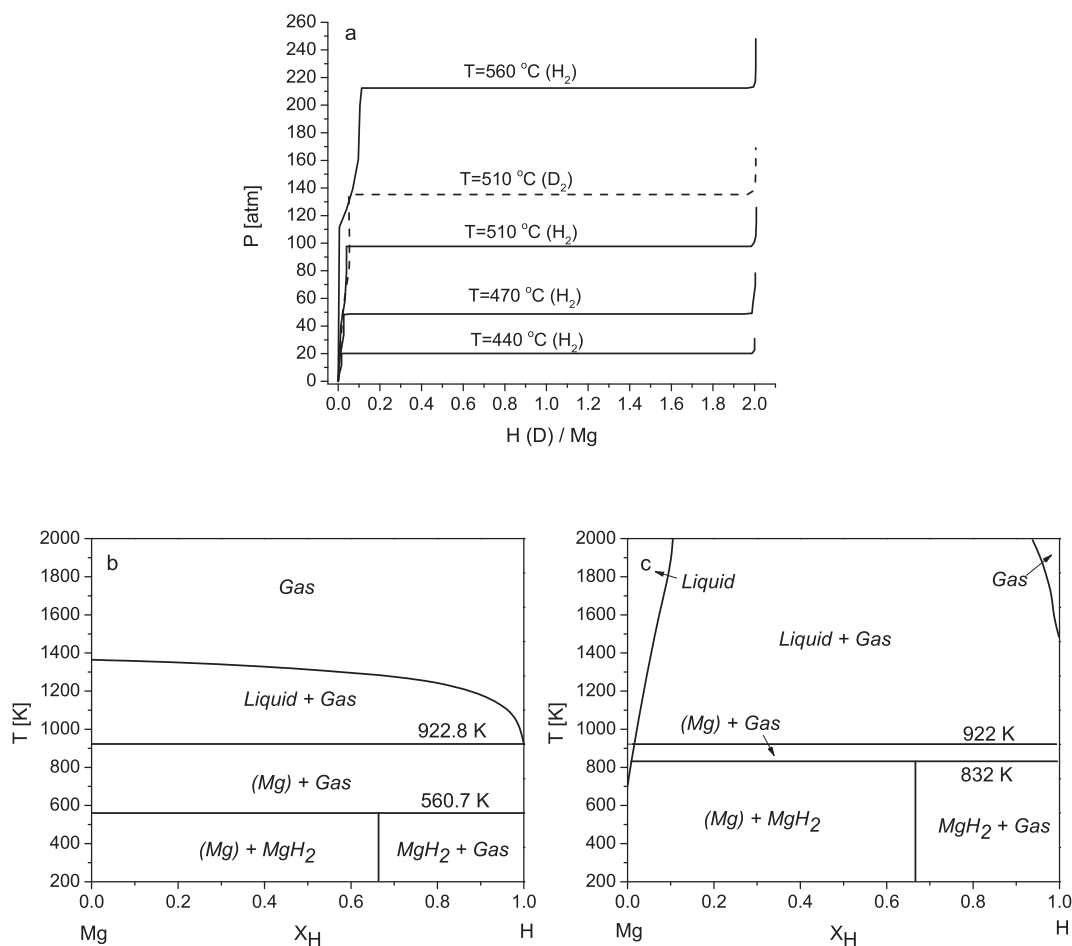 a
260
240
220
200
180
160
140
120
100
80
60
40
20
0
P [atm]
T=560 °C (H₂)
T=510 °C (D₂)
T=510 °C (H₂)
T=470 °C (H₂)
T=440 °C (H₂)
0.0 0.2 0.4 0.6 0.8 1.0 1.2 1.4 1.6 1.8 2.0
H (D) / Mg
b
2000
1800
1600
1400
1200
1000
800
600
400
200
T [K]
Gas
Liquid + Gas
922.8 K
(Mg) + Gas
560.7 K
(Mg) + MgH₂
MgH₂ + Gas
0.0 0.2 0.4 0.6 0.8 1.0
Mg X_H H
c
2000
1800
1600
1400
1200
1000
800
600
400
200
T [K]
Liquid
Gas
Liquid + Gas
(Mg) + Gas
922 K
832 K
(Mg) + MgH₂
MgH₂ + Gas
0.0 0.2 0.4 0.6 0.8 1.0
Mg X_H H